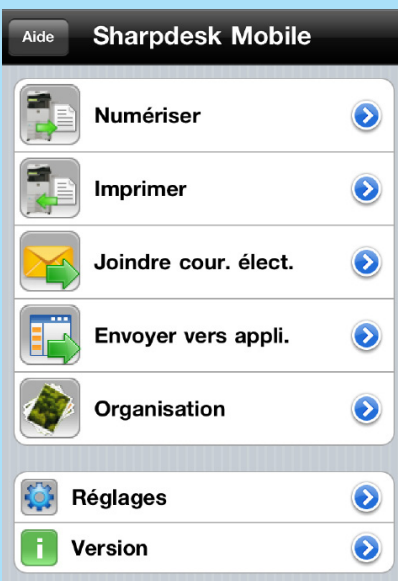 Aide
Sharpdesk Mobile
Numériser
Imprimer
Joindre cour. élect.
Envoyer vers appli.
Organisation
Réglages
Version